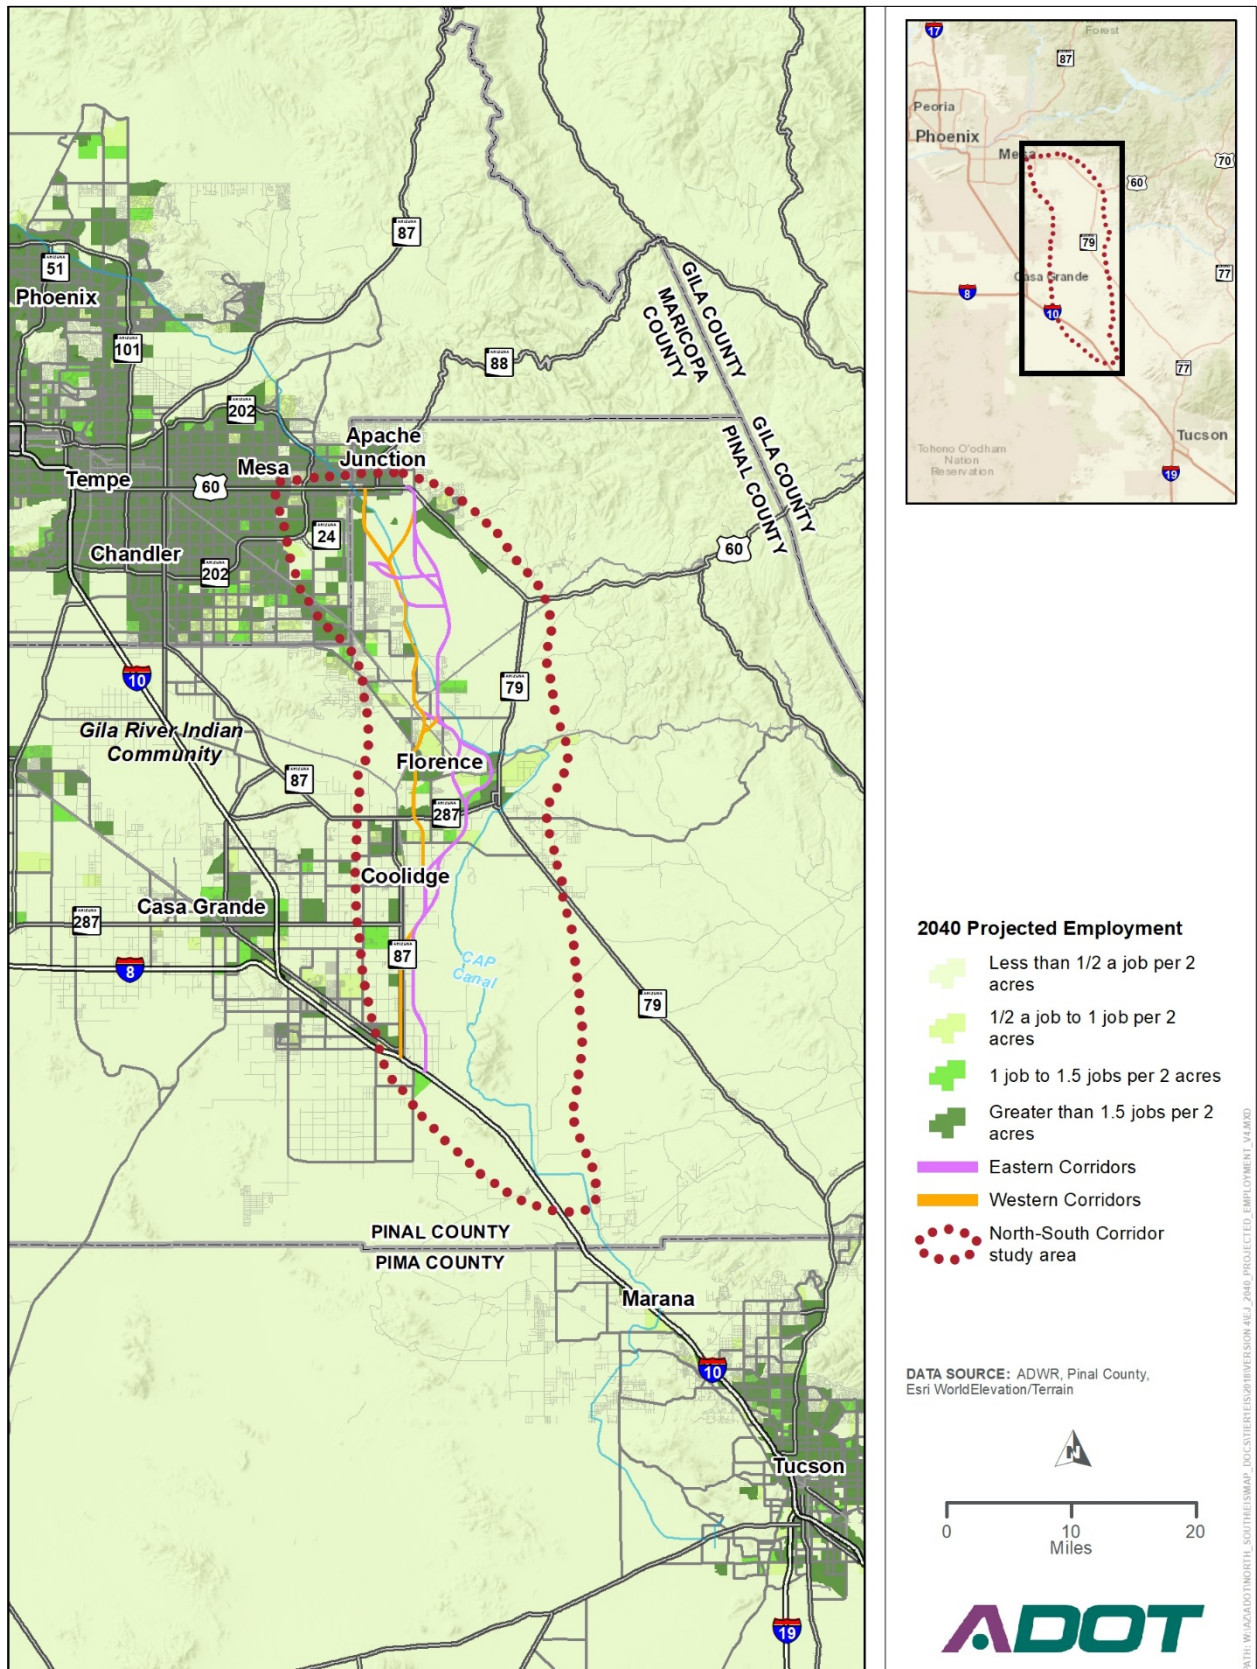 87
51
Phoenix
101
GILA COUNTY
MARICOPA
COUNTY
88
202
GILA COUNTY
PINAL COUNTY
Apache
Junction
Mesa
Tempe
60
24
Chandler
202
60
10
79
Gila River Indian
Community
Florence
87
287
Coolidge
Casa Grande
287
87
8
CAP
Canal
79
PINAL COUNTY
PIMA COUNTY
Marana
10
Tucson
19
17
Forest
87
Peoria
Phoenix
Mesa
70
60
79
77
Casa Grande
8
10
77
Tucson
Tohono O'odham
Nation
Reservation
19
2040 Projected Employment
Less than 1/2 a job per 2
acres
1/2 a job to 1 job per 2
acres
1 job to 1.5 jobs per 2 acres
Greater than 1.5 jobs per 2
acres
Eastern Corridors
Western Corridors
North-South Corridor
study area
DATA SOURCE: ADWR, Pinal County,
Esri WorldElevation/Terrain
N
0 10 20
Miles
ADOT